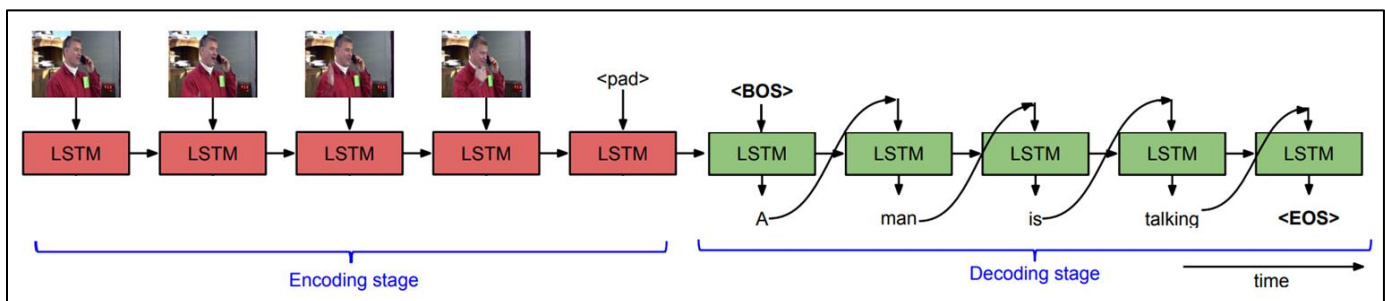 <pad>
<BOS>
LSTM LSTM LSTM LSTM LSTM LSTM LSTM LSTM LSTM LSTM
A man is talking <EOS>
Encoding stage
Decoding stage
time